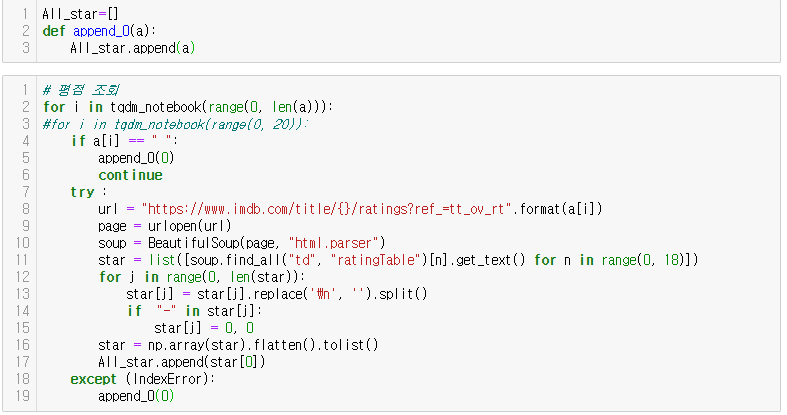 1 All_star=[]
2 def append_0(a):
3     All_star.append(a)
1 # 평점 조회
2 for i in tqdm_notebook(range(0, len(a))):
3 #for i in tqdm_notebook(range(0, 20)):
4     if a[i] == " ":
5         append_0(0)
6         continue
7     try :
8         url = "https://www.imdb.com/title/{}/ratings?ref_=tt_ov_rt".format(a[i])
9         page = urlopen(url)
10         soup = BeautifulSoup(page, "html.parser")
11         star = list([soup.find_all("td", "ratingTable")[n].get_text() for n in range(0, 18)])
12         for j in range(0, len(star)):
13             star[j] = star[j].replace('₩n', '').split()
14             if  "-" in star[j]:
15                 star[j] = 0, 0
16         star = np.array(star).flatten().tolist()
17         All_star.append(star[0])
18     except (IndexError):
19         append_0(0)